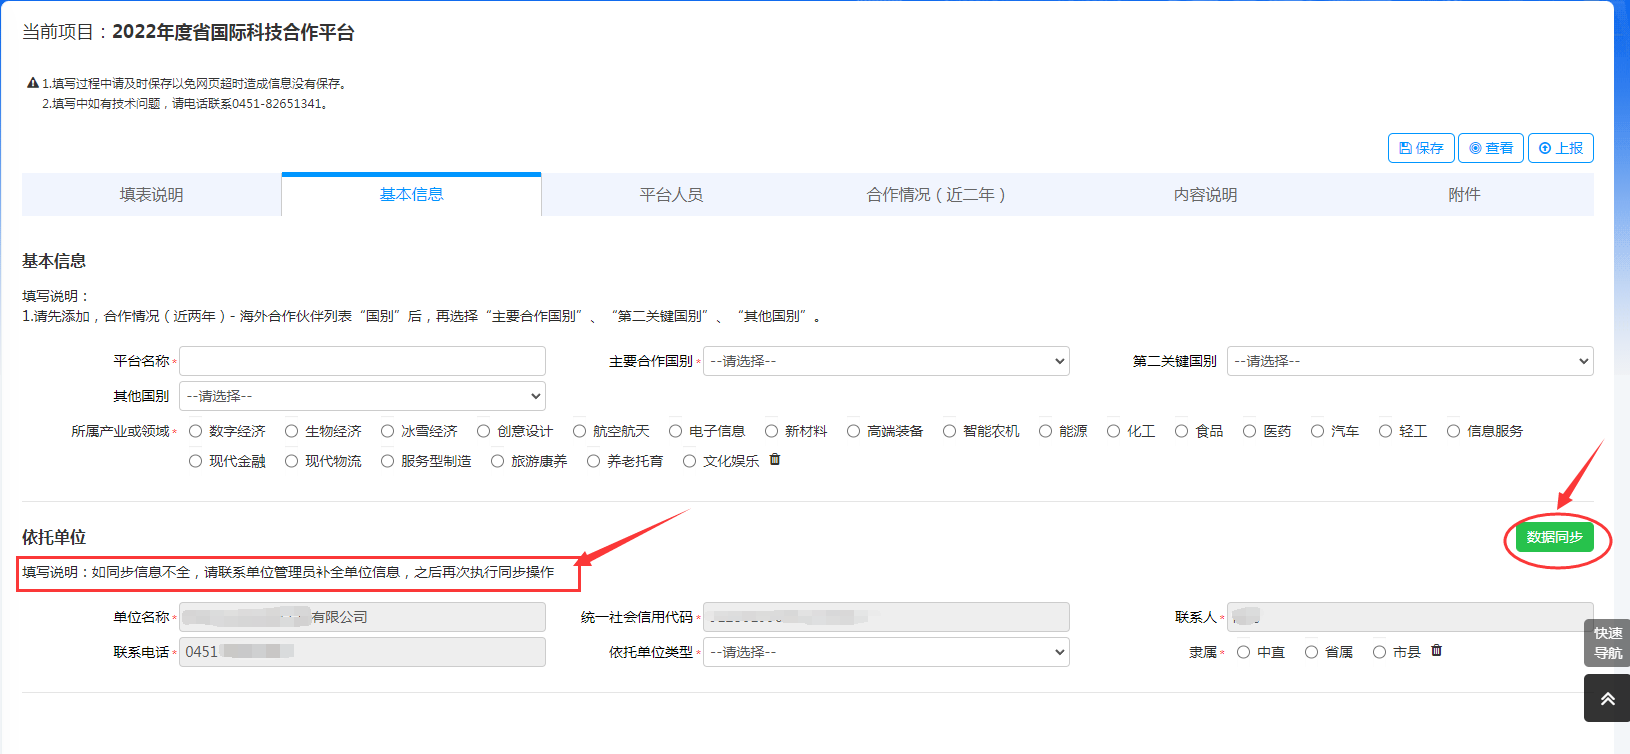 当前项目：2022年度省国际科技合作平台
1.填写过程中请及时保存以免网页超时造成信息没有保存。
2.填写中如有技术问题，请电话联系0451-82651341。
保存 查看 上报
填表说明 基本信息 平台人员 合作情况（近二年） 内容说明 附件
基本信息
填写说明：
1.请先添加，合作情况（近两年）- 海外合作伙伴列表“国别”后，再选择“主要合作国别”、“第二关键国别”、“其他国别”。
平台名称* 主要合作国别* --请选择-- 第二关键国别 --请选择--
其他国别 --请选择--
所属产业或领域* 数字经济 生物经济 冰雪经济 创意设计 航空航天 电子信息 新材料 高端装备 智能农机 能源 化工 食品 医药 汽车 轻工 信息服务
现代金融 现代物流 服务型制造 旅游康养 养老托育 文化娱乐
依托单位 数据同步
填写说明：如同步信息不全，请联系单位管理员补全单位信息，之后再次执行同步操作
单位名称* 有限公司 统一社会信用代码* 联系人*
联系电话* 0451 依托单位类型* --请选择-- 隶属* 中直 省属 市县
快速
导航